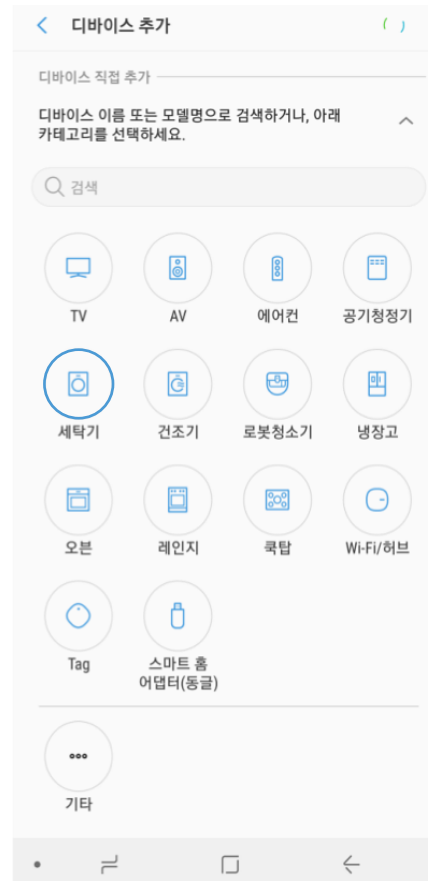 디바이스 추가
디바이스 직접 추가
디바이스 이름 또는 모델명으로 검색하거나, 아래
카테고리를 선택하세요.
검색
TV
AV
에어컨
공기청정기
세탁기
건조기
로봇청소기
냉장고
오븐
레인지
쿡탑
Wi-Fi/허브
Tag
스마트 홈
어댑터(동글)
기타